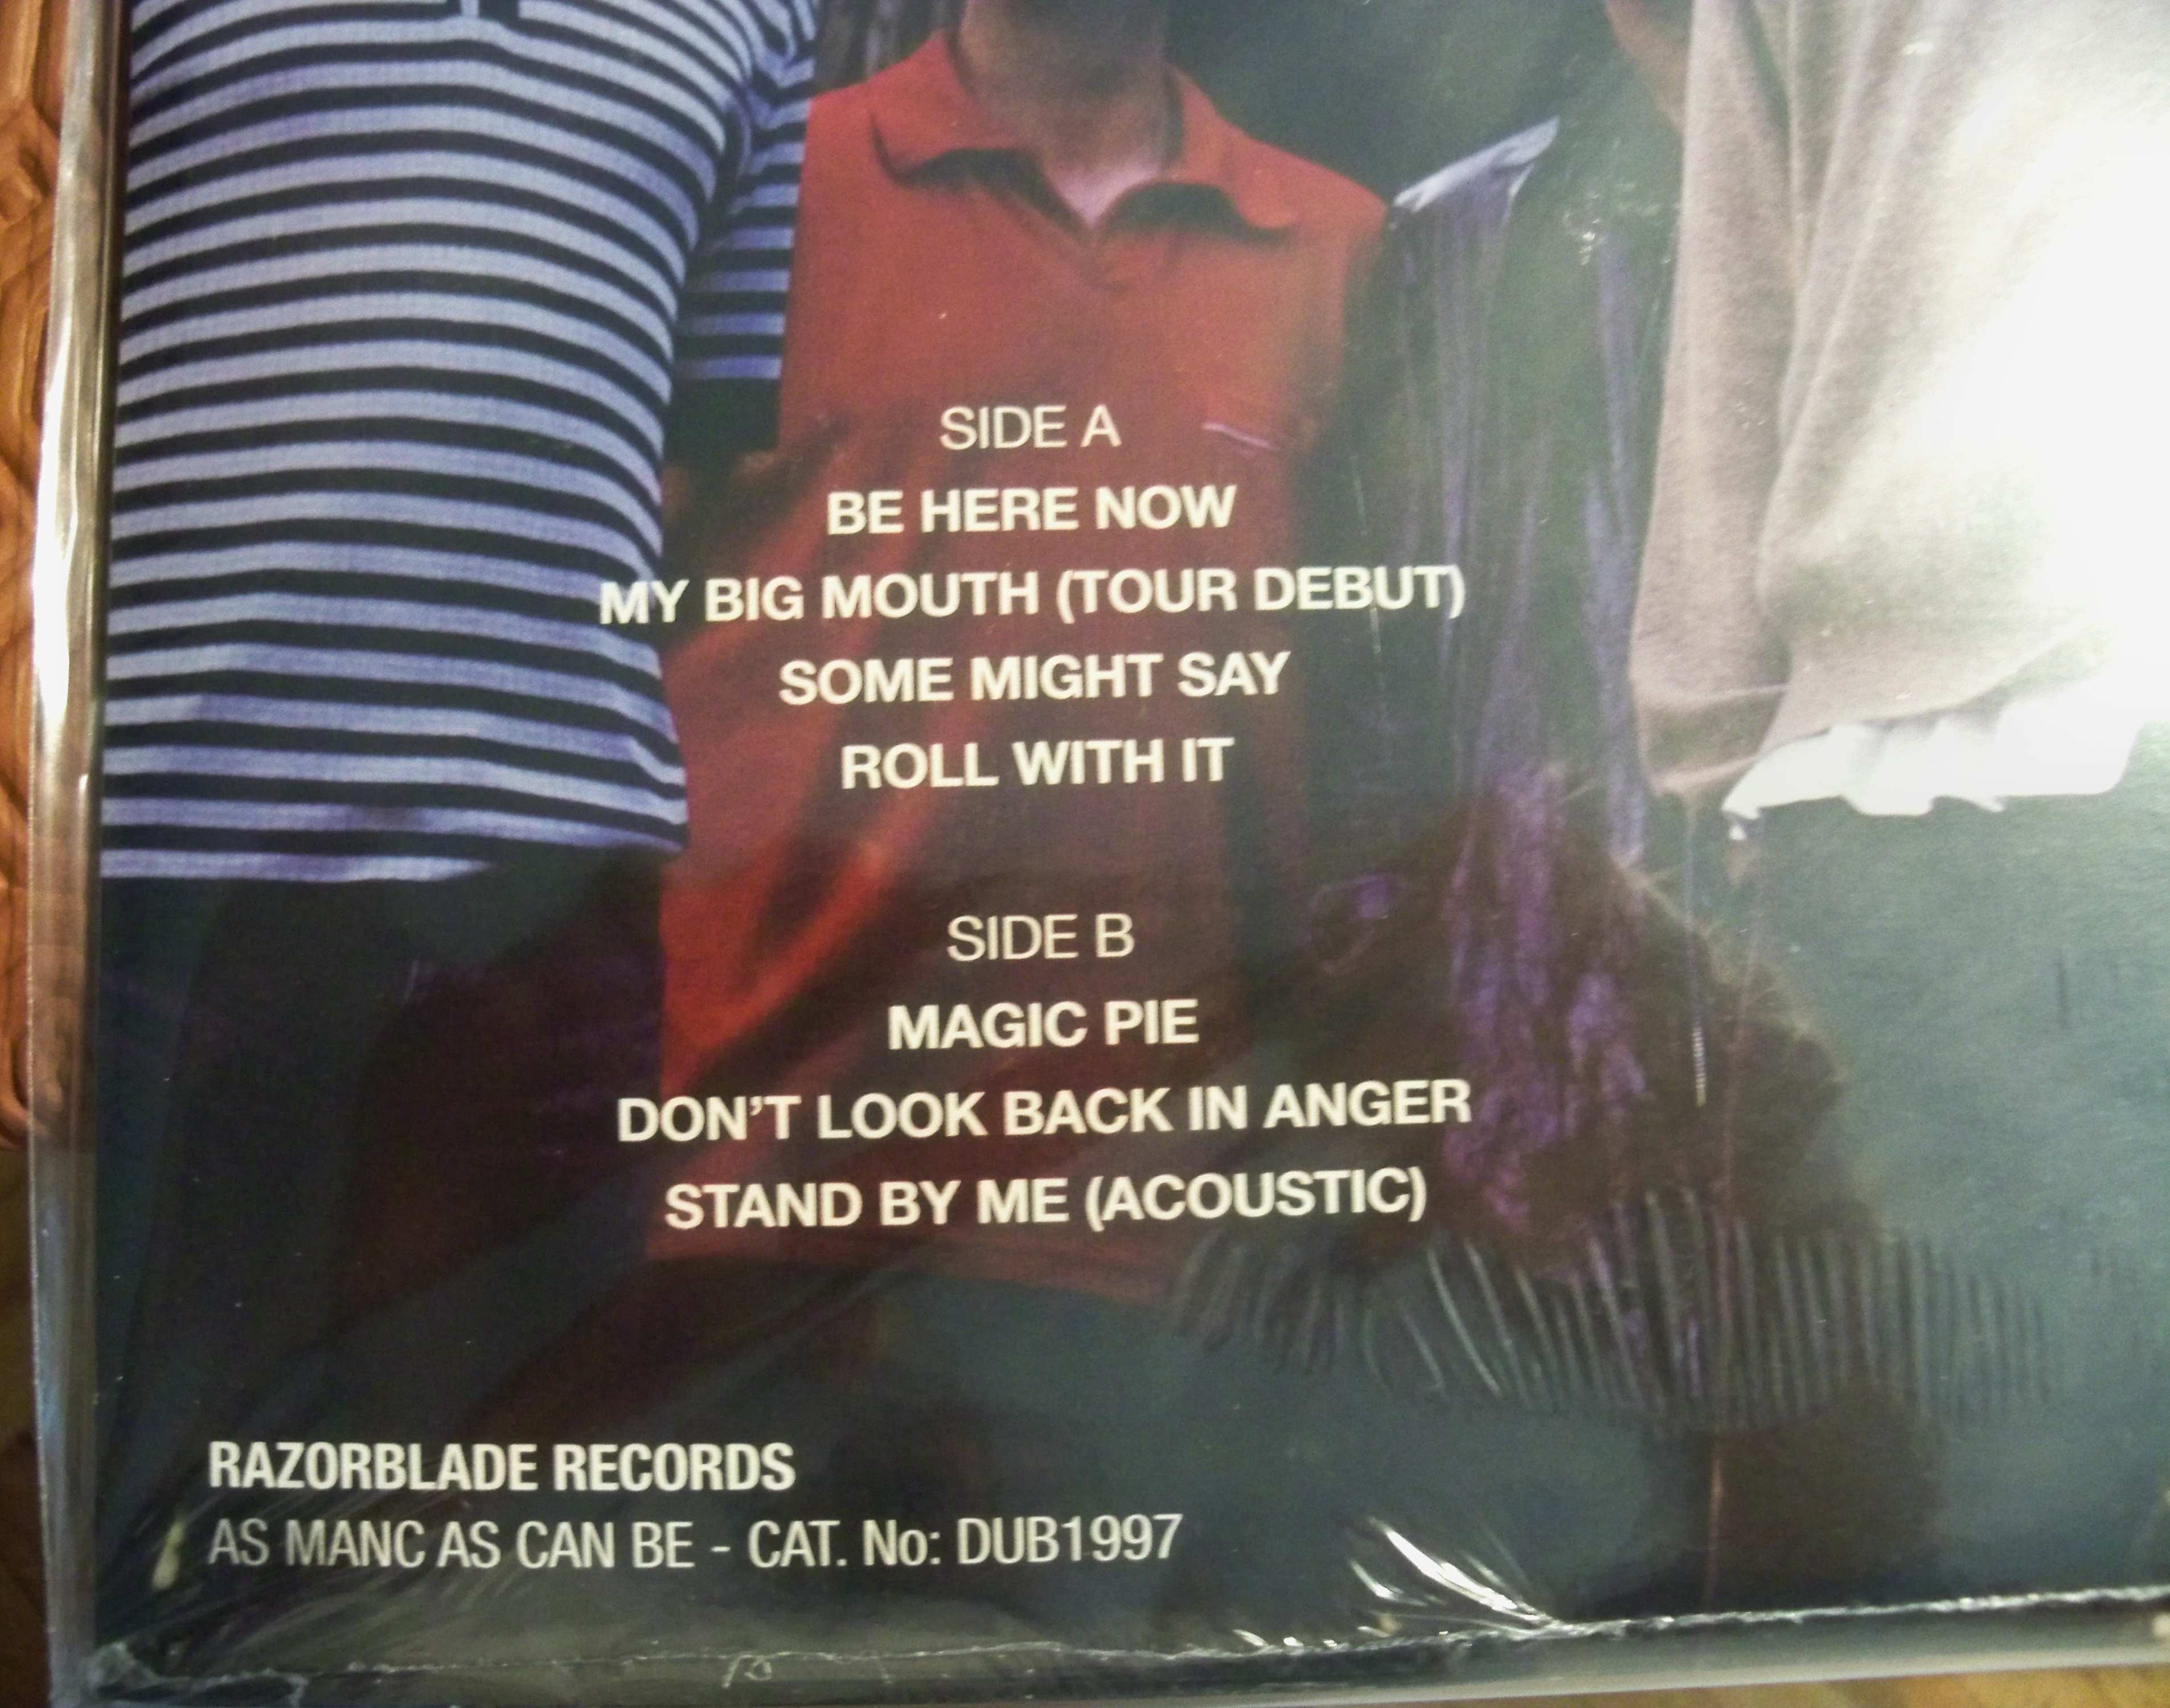 SIDE A
BE HERE NOW
MY BIG MOUTH (TOUR DEBUT)
SOME MIGHT SAY
ROLL WITH IT
SIDE B
MAGIC PIE
DON'T LOOK BACK IN ANGER
STAND BY ME (ACOUSTIC)
RAZORBLADE RECORDS
AS MANC AS CAN BE - CAT. No: DUB1997